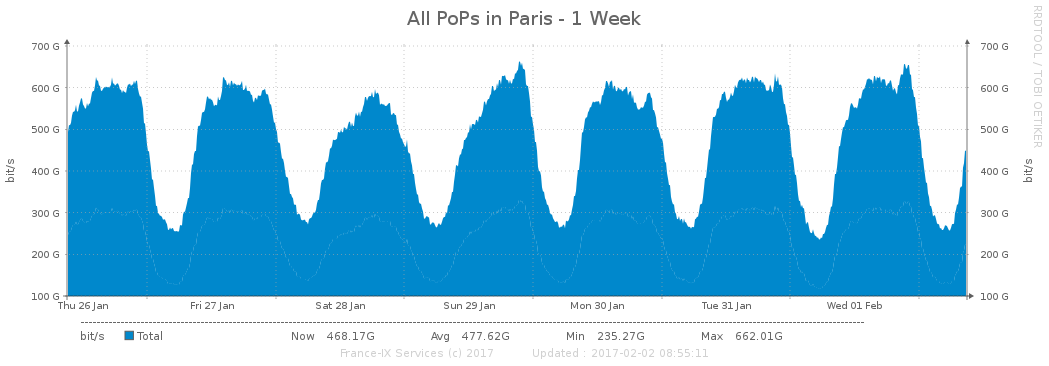 All PoPs in Paris - 1 Week
RRDTOOL / TOBI OETIKER
bit/s
700 G
600 G
500 G
400 G
300 G
200 G
100 G
700 G
600 G
500 G
400 G
300 G
200 G
100 G
bit/s
Thu 26 Jan Fri 27 Jan Sat 28 Jan Sun 29 Jan Mon 30 Jan Tue 31 Jan Wed 01 Feb
bit/s Total Now 468.17G Avg 477.62G Min 235.27G Max 662.01G
France-IX Services (c) 2017 Updated : 2017-02-02 08:55:11